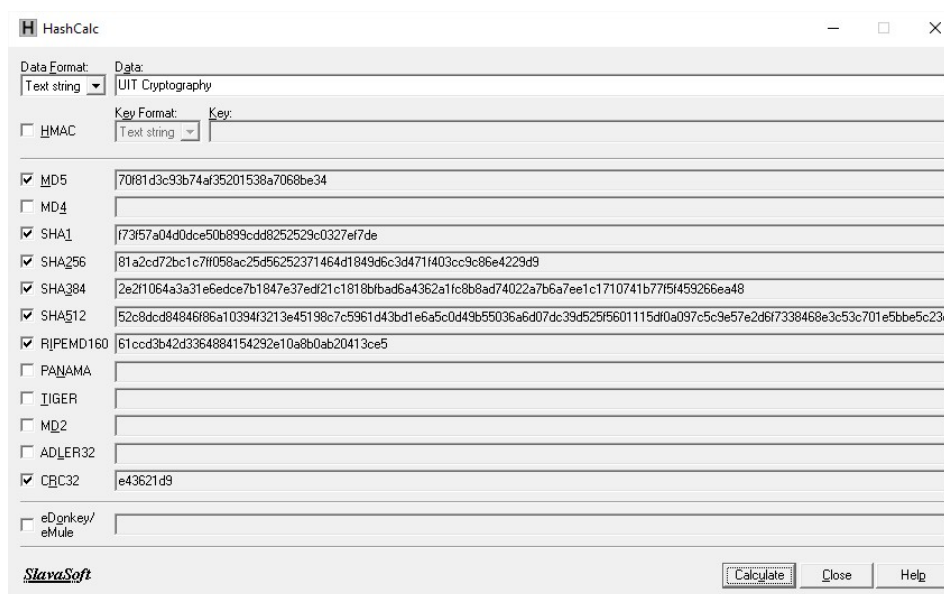 HashCalc
Data Format: Data:
Text string UIT Cryptography
Key Format: Key:
HMAC Text string
MD5 70f81d3c93b74af35201538a7068be34
MD4
SHA1 f73f57a04d0dce50b899cdd8252529c0327ef7de
SHA256 81a2cd72bc1c7ff058ac25d56252371464d1849d6c3d471f403cc9c86e4229d9
SHA384 2e2f1064a3a31e6edce7b1847e37edf21c1818bfbad6a4362a1fc8b8ad74022a7b6a7ee1c1710741b77f5f459266ea48
SHA512 52c8dcd84846f86a10394f3213e45198c7c5961d43bd1e6a5c0d49b55036a6d07dc39d525f5601115df0a097c5c9e57e2d6f7338468e3c53c701e5bbe5c23
RIPEMD160 61ccd3b42d3364884154292e10a8b0ab20413ce5
PANAMA
TIGER
MD2
ADLER32
CRC32 e43621d9
eDonkey/
eMule
SlavaSoft Calculate Close Help